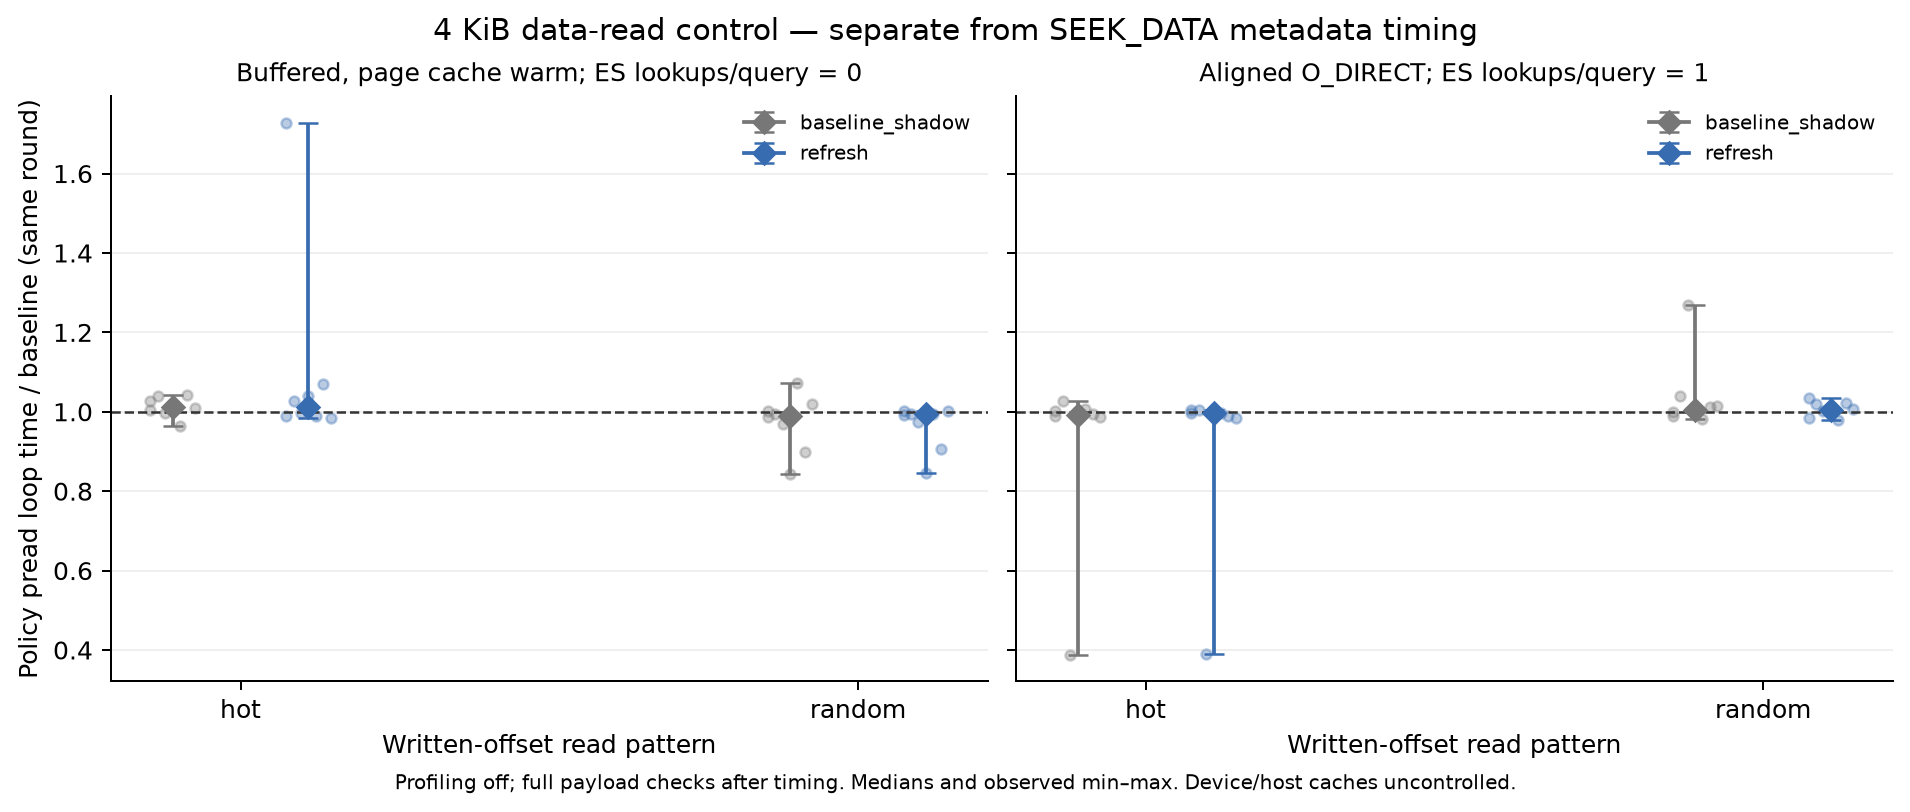 4 KiB data-read control — separate from SEEK_DATA metadata timing
Buffered, page cache warm; ES lookups/query = 0
Aligned O_DIRECT; ES lookups/query = 1
Policy pread loop time / baseline (same round)
1.6
1.4
1.2
1.0
0.8
0.6
0.4
baseline_shadow
refresh
baseline_shadow
refresh
hot
random
hot
random
Written-offset read pattern
Written-offset read pattern
Profiling off; full payload checks after timing. Medians and observed min–max. Device/host caches uncontrolled.